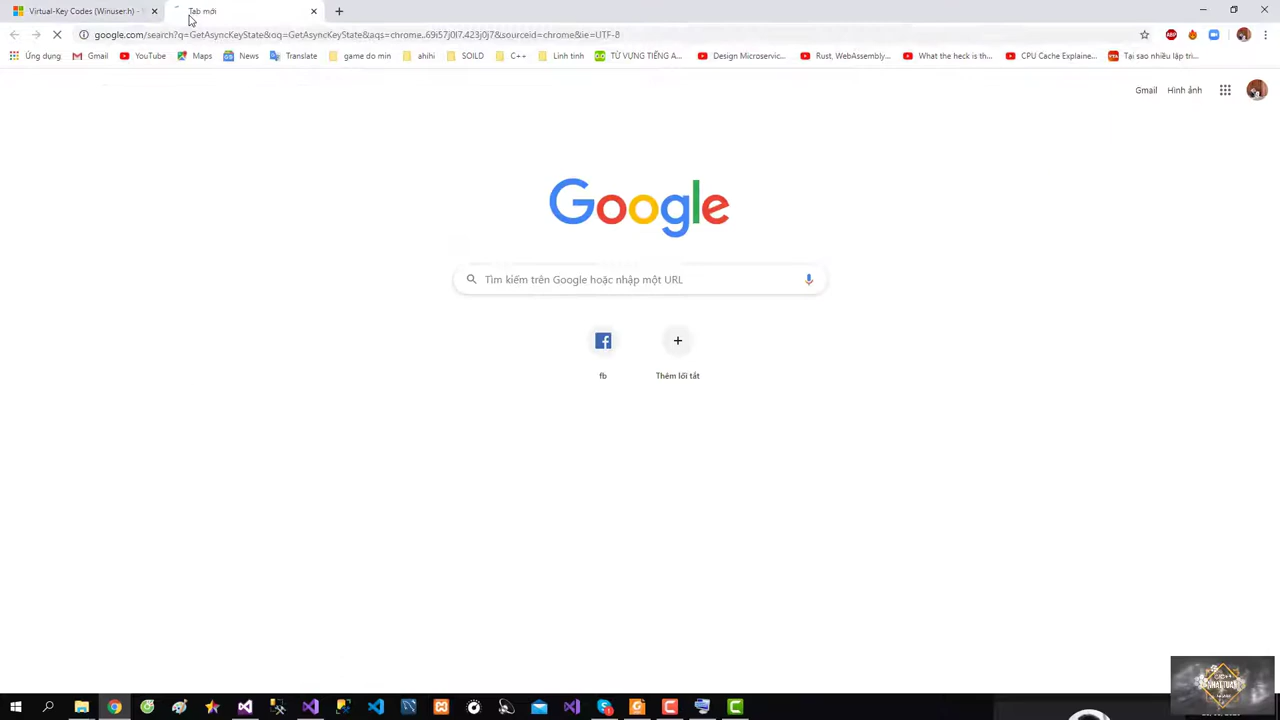 Virtual-Key Codes (Winuser.h) -
Tab mới
google.com/search?q=GetAsyncKeyState&oq=GetAsyncKeyState&aqs=chrome..69i57j0l7.423j0j7&sourceid=chrome&ie=UTF-8
Ứng dụng Gmail YouTube Maps News Translate game do min ahihi SOILD C++ Linh tinh TỪ VỰNG TIẾNG A... Design Microservic... Rust, WebAssembly... What the heck is th... CPU Cache Explaine... Tại sao nhiều lập tri...
ABP
Gmail Hình ảnh
Google
Tìm kiếm trên Google hoặc nhập một URL
fb
Thêm lối tắt
C/C++
NHATTUAN